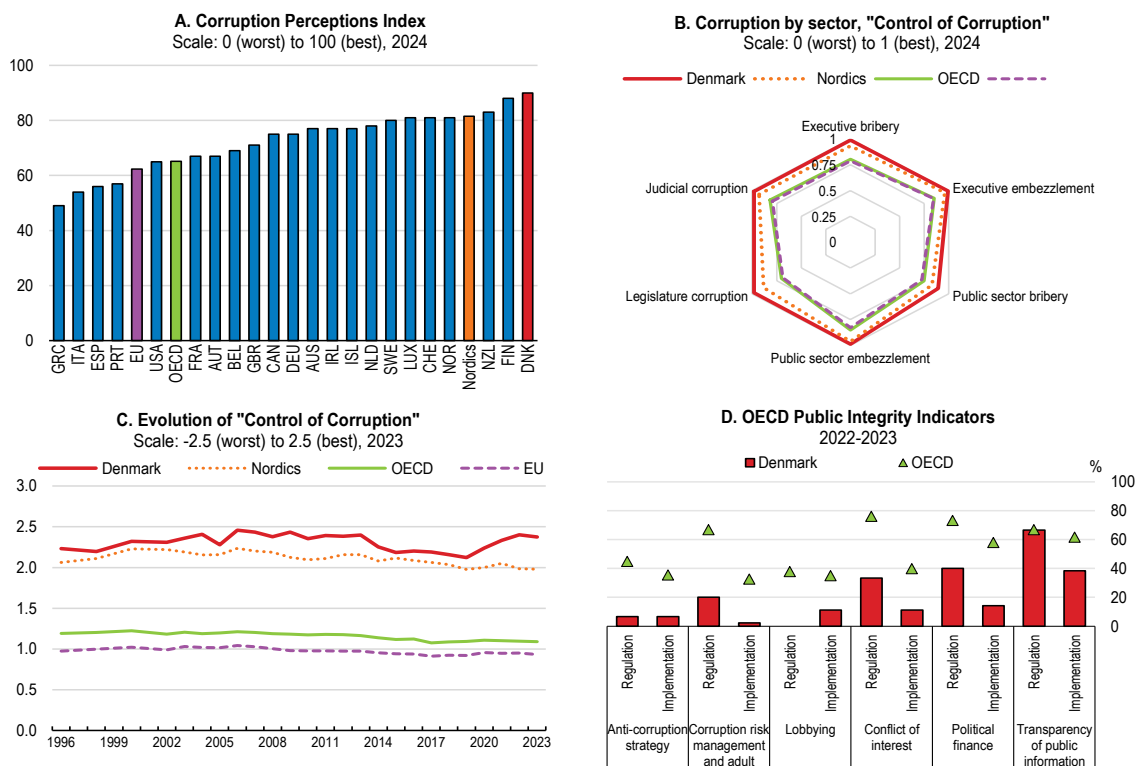 A. Corruption Perceptions Index
Scale: 0 (worst) to 100 (best), 2024
100
80
60
40
20
0
GRC
ITA
ESP
PRT
EU
USA
OECD
FRA
AUT
BEL
GBR
CAN
DEU
AUS
IRL
ISL
NLD
SWE
LUX
CHE
NOR
Nordics
NZL
FIN
DNK
B. Corruption by sector, "Control of Corruption"
Scale: 0 (worst) to 1 (best), 2024
Denmark Nordics OECD
Executive bribery
1
0.75
0.5
0.25
0
Judicial corruption
Executive embezzlement
Legislature corruption
Public sector bribery
Public sector embezzlement
C. Evolution of "Control of Corruption"
Scale: -2.5 (worst) to 2.5 (best), 2023
Denmark Nordics OECD EU
3.0
2.5
2.0
1.5
1.0
0.5
0.0
1996 1999 2002 2005 2008 2011 2014 2017 2020 2023
D. OECD Public Integrity Indicators
2022-2023
Denmark OECD
%
100
80
60
40
20
0
Regulation
Implementation
Regulation
Implementation
Regulation
Implementation
Regulation
Implementation
Regulation
Implementation
Regulation
Implementation
Anti-corruption
strategy
Corruption risk
management
and adult
Lobbying
Conflict of
interest
Political
finance
Transparency
of public
information